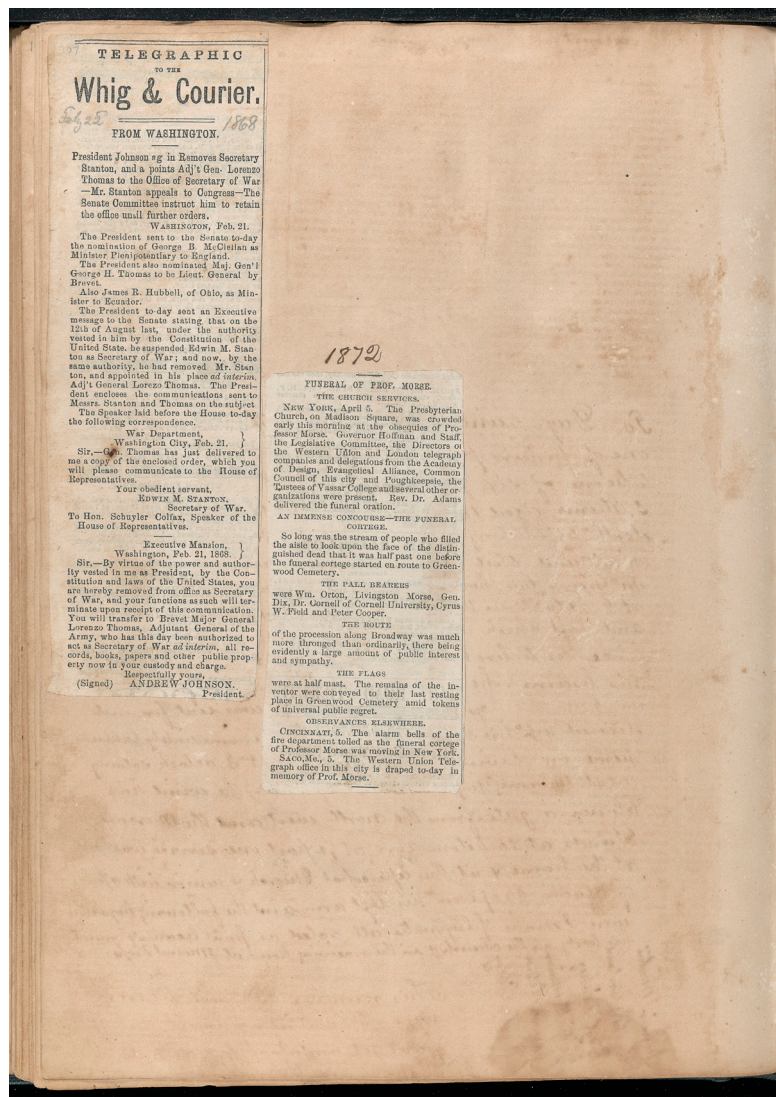 TELEGRAPHIC
TO THE
Whig & Courier.
Feby 22 1868
FROM WASHINGTON.
President Johnson ag in Removes Secretary
Stanton, and a points Adj't Gen. Lorenzo
Thomas to the Office of Secretary of War
—Mr. Stanton appeals to Congress—The
Senate Committee instruct him to retain
the office until further orders.
WASHINGTON, Feb. 21.
The President sent to the Senate to-day
the nomination of George B. McClellan as
Minister Plenipotentiary to England.
The President also nominated Maj. Gen'l
George H. Thomas to be Lieut. General by
Brevet.
Also James R. Hubbell, of Ohio, as Min-
ister to Ecuador.
The President to-day sent an Executive
message to the Senate stating that on the
12th of August last, under the authority
vested in him by the Constitution of the
United State. he suspended Edwin M. Stan
ton as Secretary of War; and now, by the
same authority, he had removed Mr. Stan
ton, and appointed in his place ad interim,
Adj't General Lorezo Thomas. The Presi-
dent encloses the communications sent to
Messrs. Stanton and Thomas on the subject
The Speaker laid before the House to-day
the following correspondence.
War Department, }
Washington City, Feb. 21. }
Sir,—Gen. Thomas has just delivered to
me a copy of the enclosed order, which you
will please communicate to the House of
Representatives.
Your obedient servant,
EDWIN M. STANTON,
Secretary of War.
To Hon. Schuyler Colfax, Speaker of the
House of Representatives.
Executive Mansion, }
Washington, Feb. 21, 1868. }
Sir,—By virtue of the power and author-
ity vested in me as President, by the Con-
stitution and laws of the United States, you
are hereby removed from office as Secretary
of War, and your functions as such will ter-
minate upon receipt of this communication.
You will transfer to Brevet Major General
Lorenzo Thomas, Adjutant General of the
Army, who has this day been authorized to
act as Secretary of War ad interim, all re-
cords, books, papers and other public prop-
erty now in your custody and charge.
Respectfully yours,
(Signed) ANDREW JOHNSON.
President.
1872
FUNERAL OF PROF. MORSE.
THE CHURCH SERVICES.
NEW YORK, April 5. The Presbyterian
Church, on Madison Square, was crowded
early this morning at the obsequies of Pro-
fessor Morse. Governor Hoffman and Staff,
the Legislative Committee, the Directors of
the Western Union and London telegraph
companies and delegations from the Academy
of Design, Evangelical Alliance, Common
Council of this city and Poughkeepsie, the
Trustees of Vassar College and several other or-
ganizations were present. Rev. Dr. Adams
delivered the funeral oration.
AN IMMENSE CONCOURSE—THE FUNERAL
CORTEGE.
So long was the stream of people who filled
the aisle to look upon the face of the distin-
guished dead that it was half past one before
the funeral cortege started en route to Green-
wood Cemetery.
THE PALL BEARERS
were Wm. Orton, Livingston Morse, Gen.
Dix, Dr. Cornell of Cornell University, Cyrus
W. Field and Peter Cooper.
THE ROUTE
of the procession along Broadway was much
more thronged than ordinarily, there being
evidently a large amount of public interest
and sympathy.
THE FLAGS
were at half mast. The remains of the in-
ventor were conveyed to their last resting
place in Greenwood Cemetery amid tokens
of universal public regret.
OBSERVANCES ELSEWHERE.
CINCINNATI, 5. The alarm bells of the
fire department tolled as the funeral cortege
of Professor Morse was moving in New York.
SACO, Me., 5. The Western Union Tele-
graph office in this city is draped to-day in
memory of Prof. Morse.